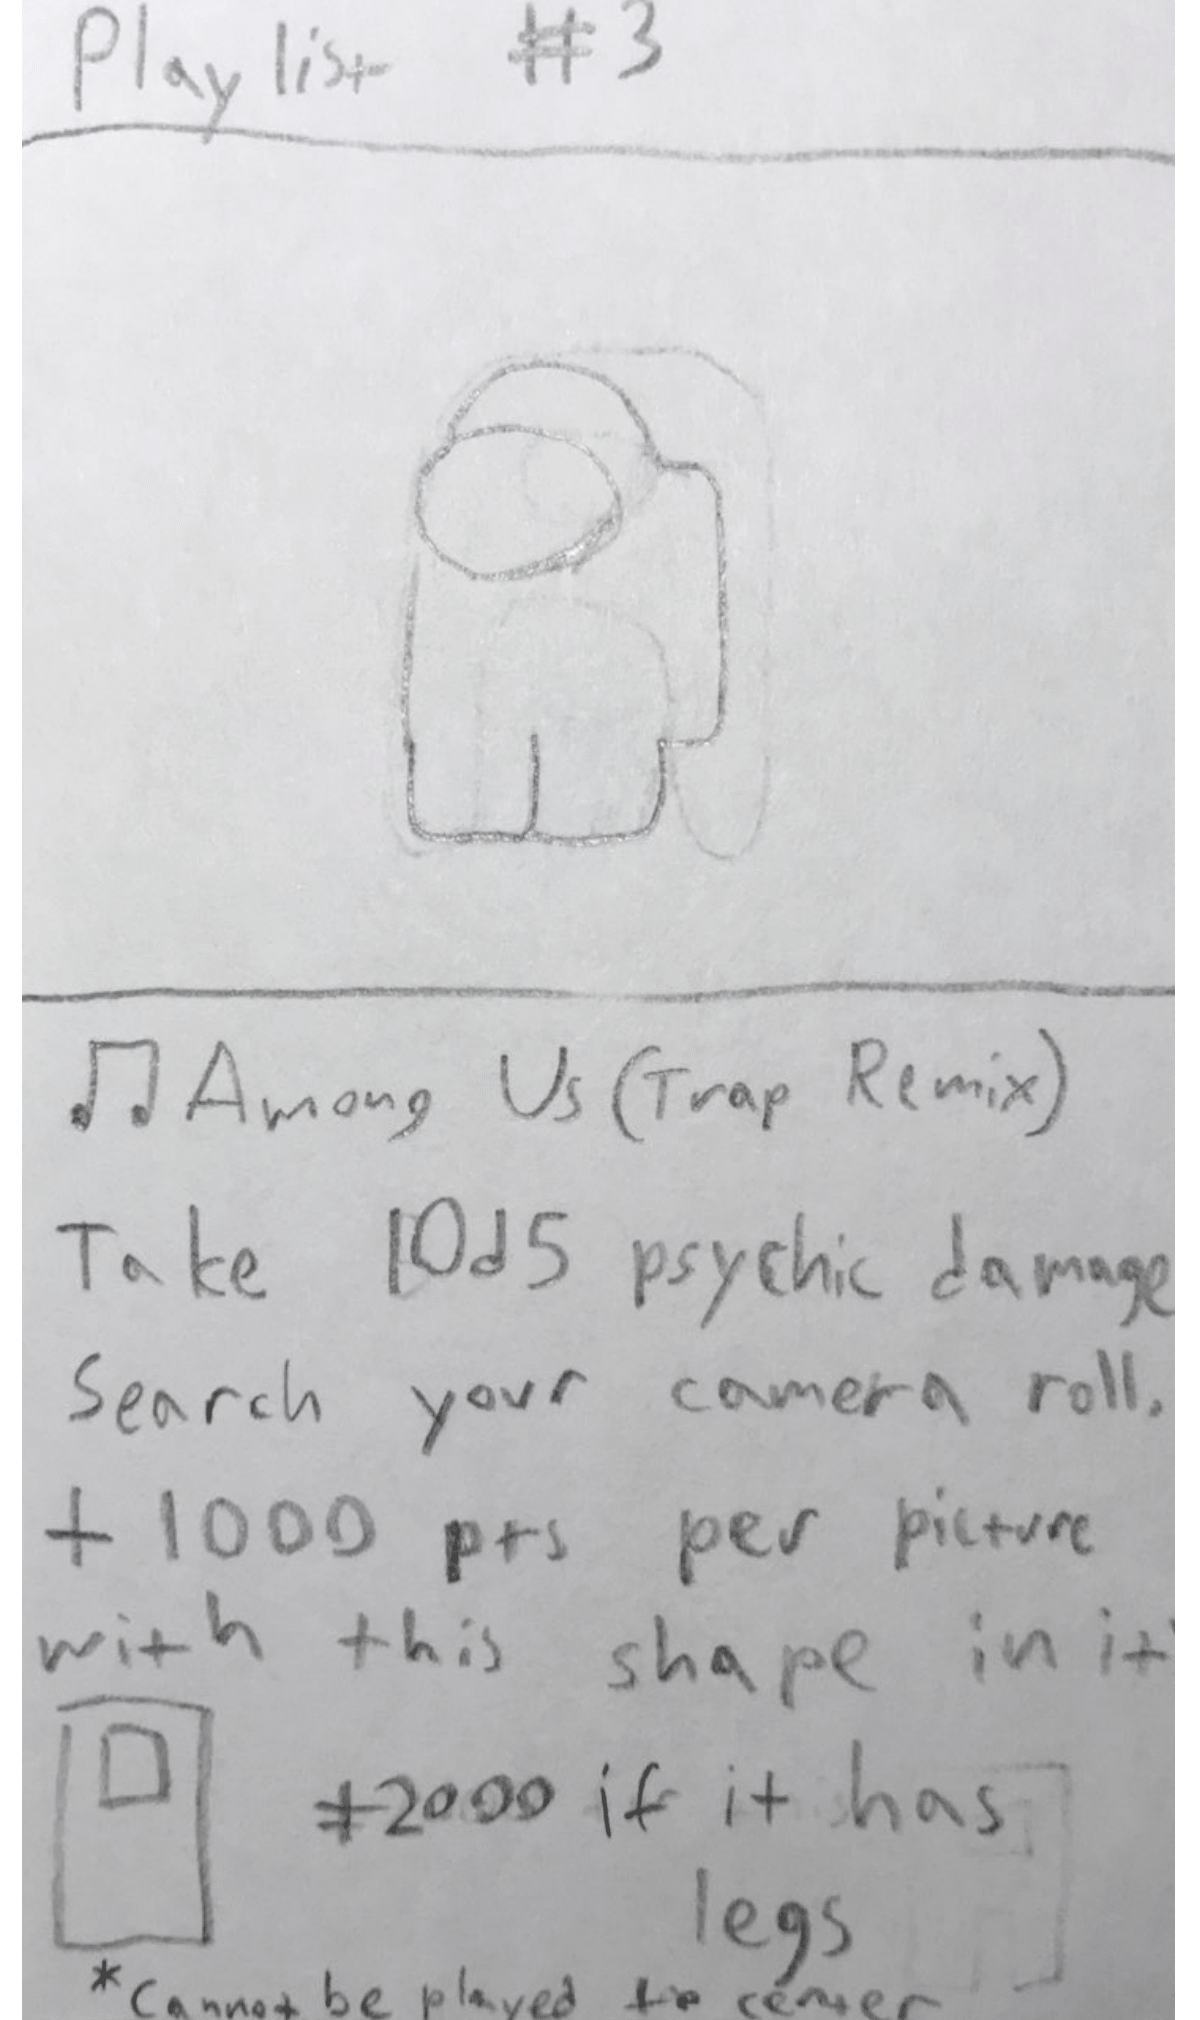 Playlist #3
♫ Among Us (Trap Remix)
Take 10d5 psychic damage
Search your camera roll.
+1000 pts per picture
with this shape in it
+2000 if it has
legs
*Cannot be played to center